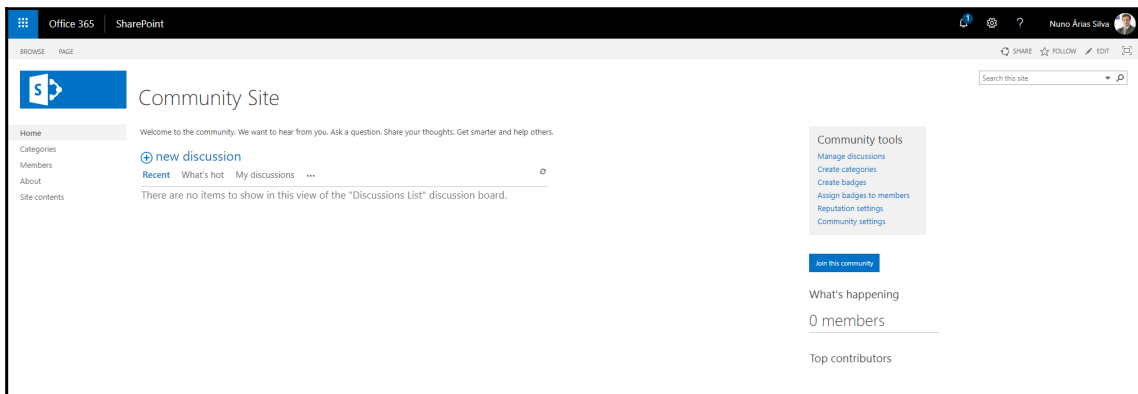 Office 365 SharePoint 1 ? Nuno Árias Silva
BROWSE PAGE SHARE FOLLOW EDIT
S
Community Site
Search this site
Home
Categories
Members
About
Site contents
Welcome to the community. We want to hear from you. Ask a question. Share your thoughts. Get smarter and help others.
new discussion
Recent What's hot My discussions ...
There are no items to show in this view of the "Discussions List" discussion board.
Community tools
Manage discussions
Create categories
Create badges
Assign badges to members
Reputation settings
Community settings
Join this community
What's happening
0 members
Top contributors